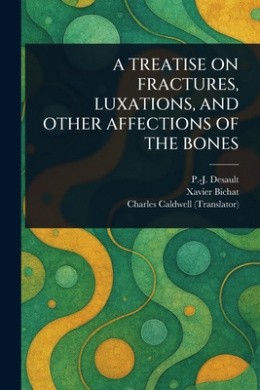 A TREATISE ON
FRACTURES,
LUXATIONS, AND
OTHER AFFECTIONS OF
THE BONES
P.-J. Desault
Xavier Bichat
Charles Caldwell (Translator)